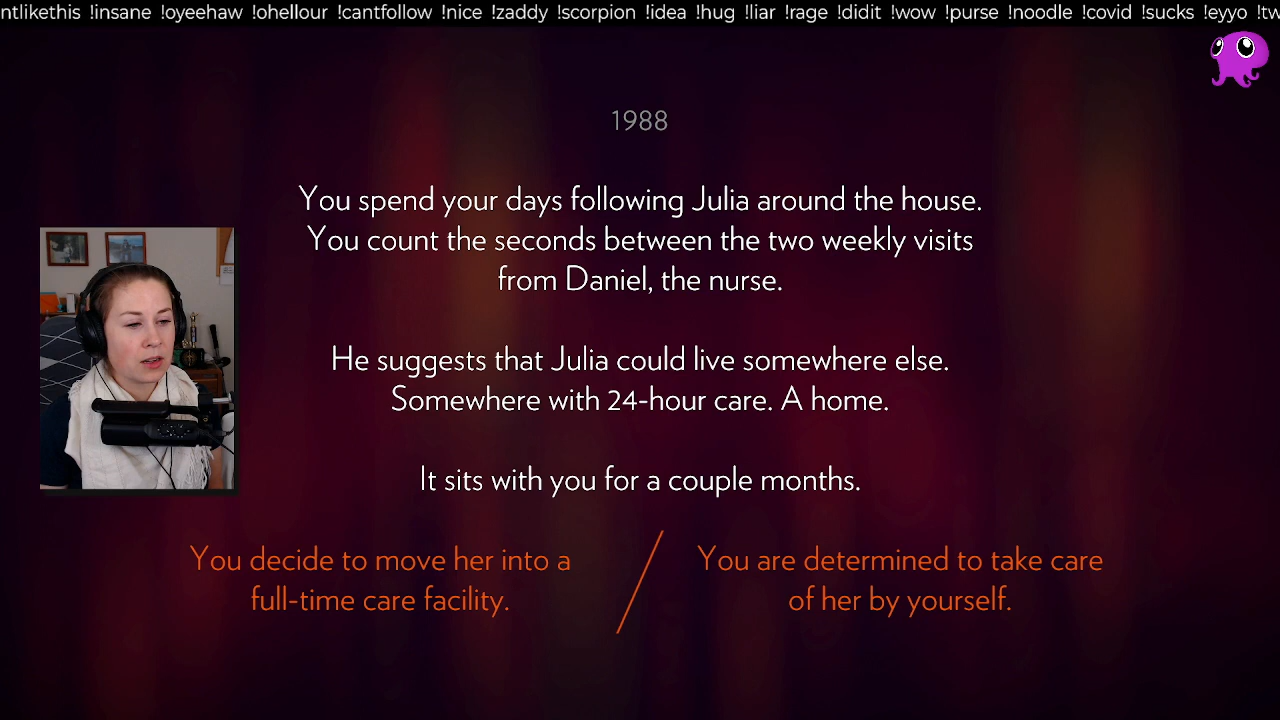 ntlikethis !insane !oyeehaw !ohellour !cantfollow !nice !zaddy !scorpion !idea !hug !liar !rage !didit !wow !purse !noodle !covid !sucks !eyyo !tw
1988
You spend your days following Julia around the house.
You count the seconds between the two weekly visits
from Daniel, the nurse.
He suggests that Julia could live somewhere else.
Somewhere with 24-hour care. A home.
It sits with you for a couple months.
You decide to move her into a
full-time care facility.
You are determined to take care
of her by yourself.